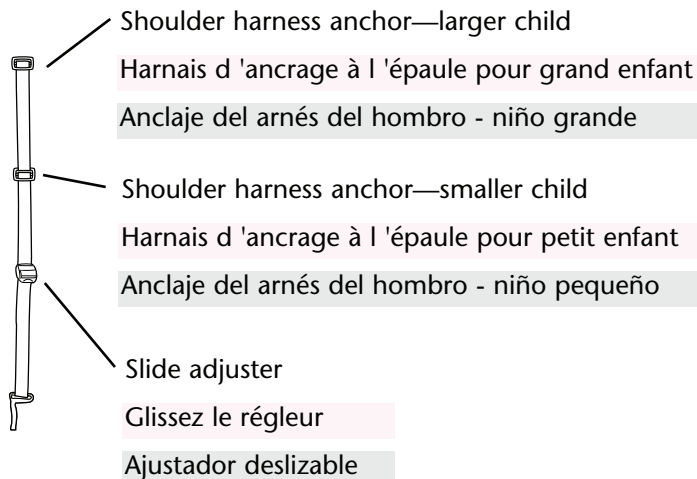 Shoulder harness anchor—larger child
Harnais d 'ancrage à l 'épaule pour grand enfant
Anclaje del arnés del hombro - niño grande
Shoulder harness anchor—smaller child
Harnais d 'ancrage à l 'épaule pour petit enfant
Anclaje del arnés del hombro - niño pequeño
Slide adjuster
Glissez le régleur
Ajustador deslizable